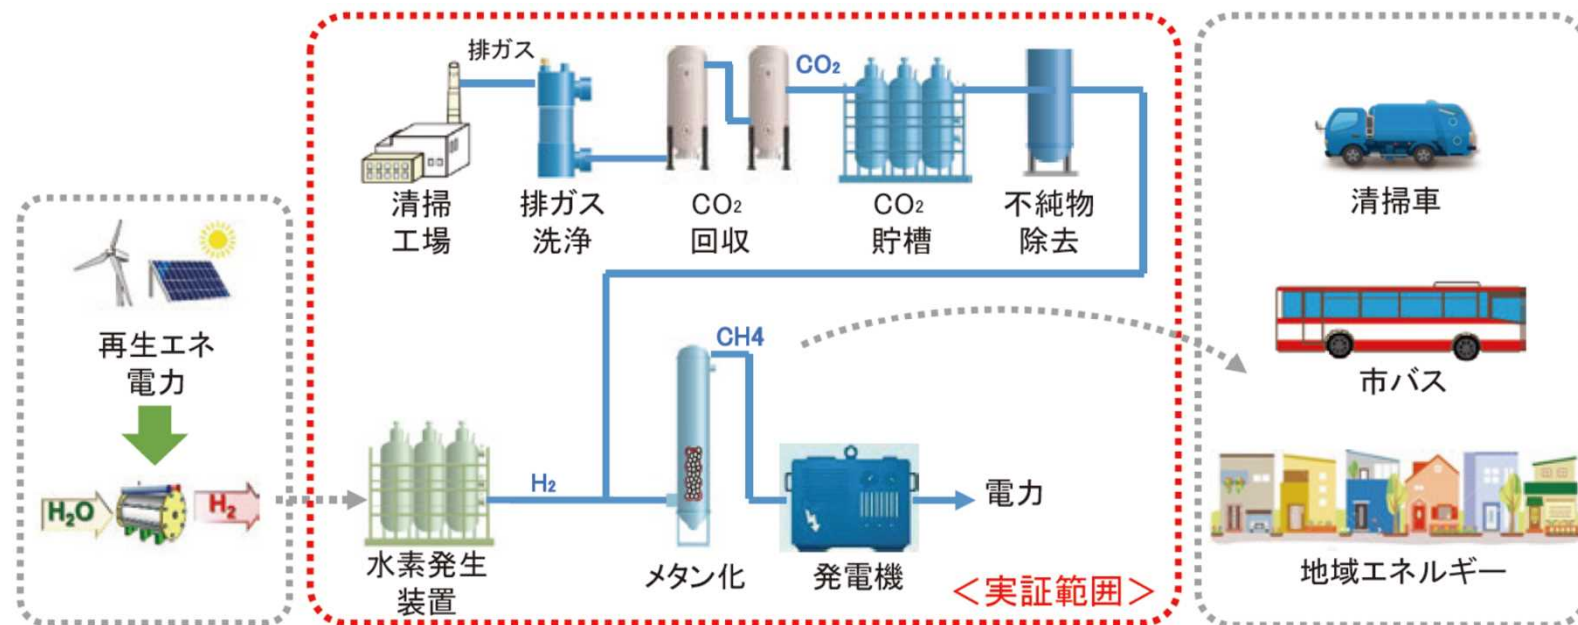 排ガス
清掃
工場
排ガス
洗浄
CO₂
回収
CO₂
CO₂
貯槽
不純物
除去
再生エネ
電力
H₂O
H₂
水素発生
装置
H₂
CH4
メタン化
発電機
電力
＜実証範囲＞
清掃車
市バス
地域エネルギー